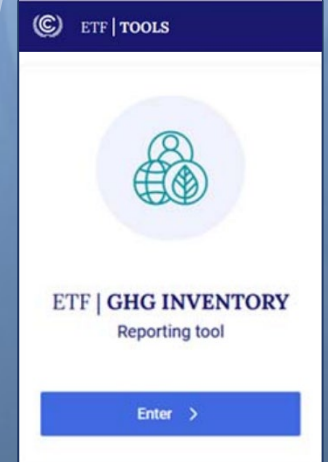 ETF | TOOLS
ETF | GHG INVENTORY
Reporting tool
Enter >